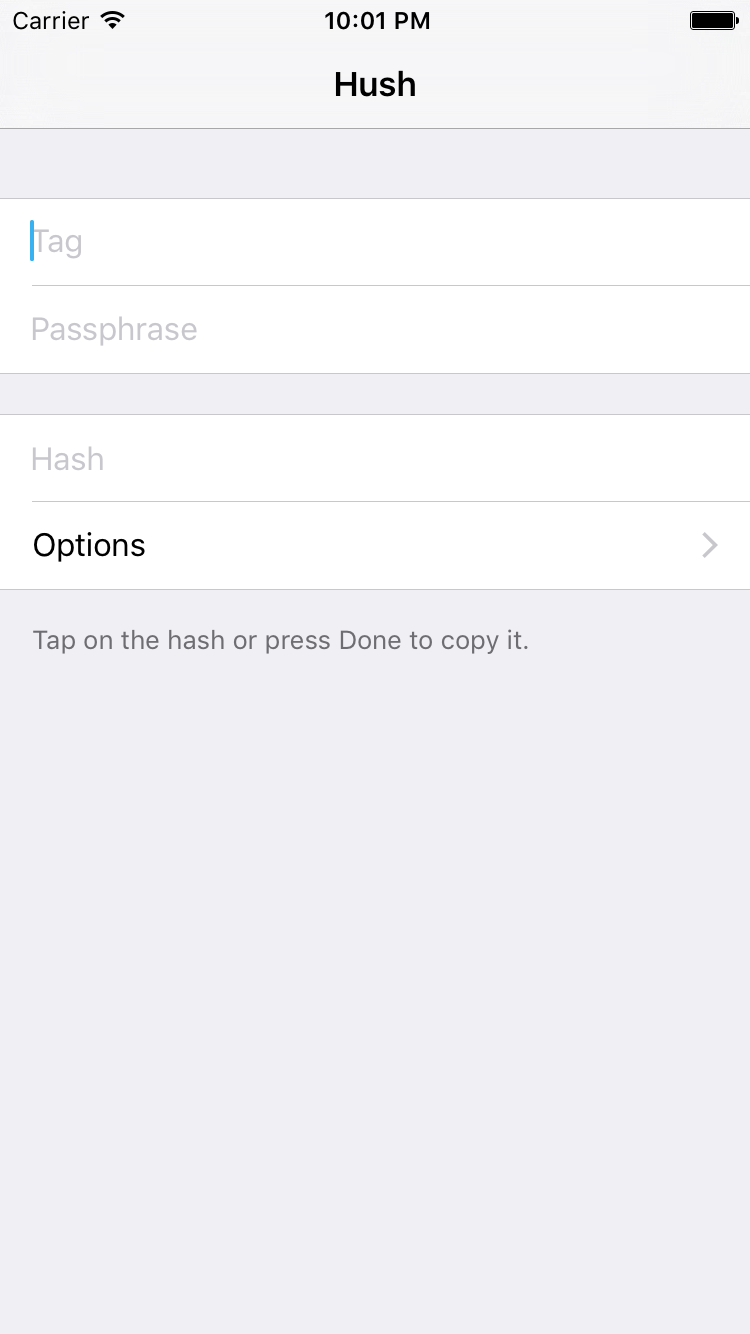 Carrier 10:01 PM
Hush
Tag
Passphrase
Hash
Options
Tap on the hash or press Done to copy it.